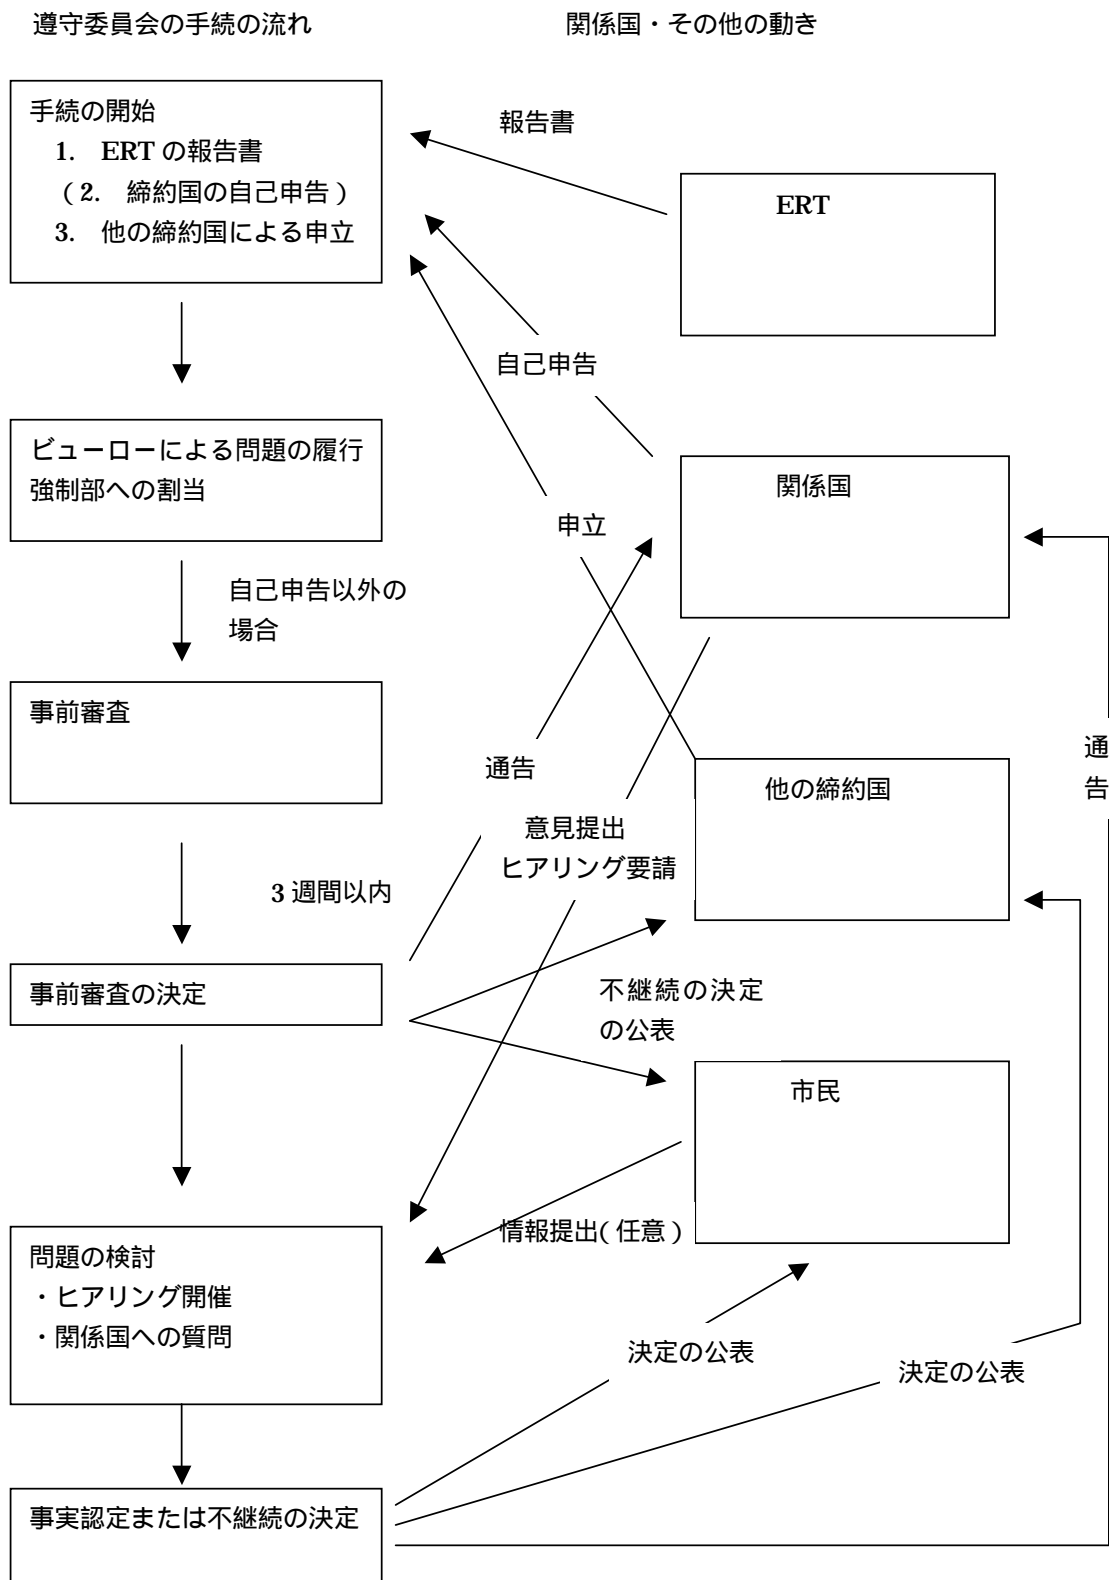 遵守委員会の手続の流れ
関係国・その他の動き
手続の開始
1. ERT の報告書
（2. 締約国の自己申告）
3. 他の締約国による申立
報告書
ERT
自己申告
ビューローによる問題の履行
強制部への割当
関係国
申立
自己申告以外の
場合
事前審査
通告
通
告
他の締約国
意見提出
ヒアリング要請
3 週間以内
事前審査の決定
不継続の決定
の公表
市民
情報提出（任意）
問題の検討
・ヒアリング開催
・関係国への質問
決定の公表
決定の公表
事実認定または不継続の決定